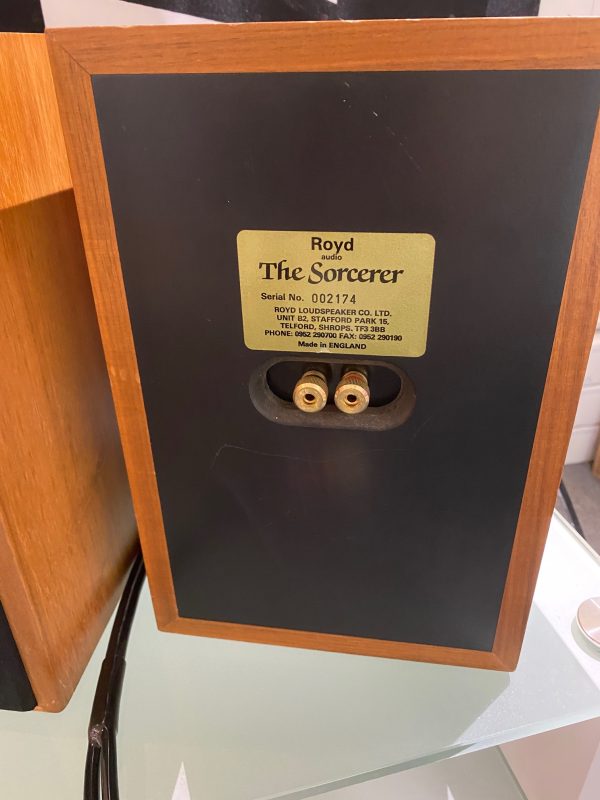 Royd
audio
The Sorcerer
Serial No. 002174
ROYD LOUDSPEAKER CO. LTD.
UNIT B2, STAFFORD PARK 15,
TELFORD, SHROPS. TF3 3BB
PHONE: 0952 290700 FAX: 0952 290190
Made in ENGLAND